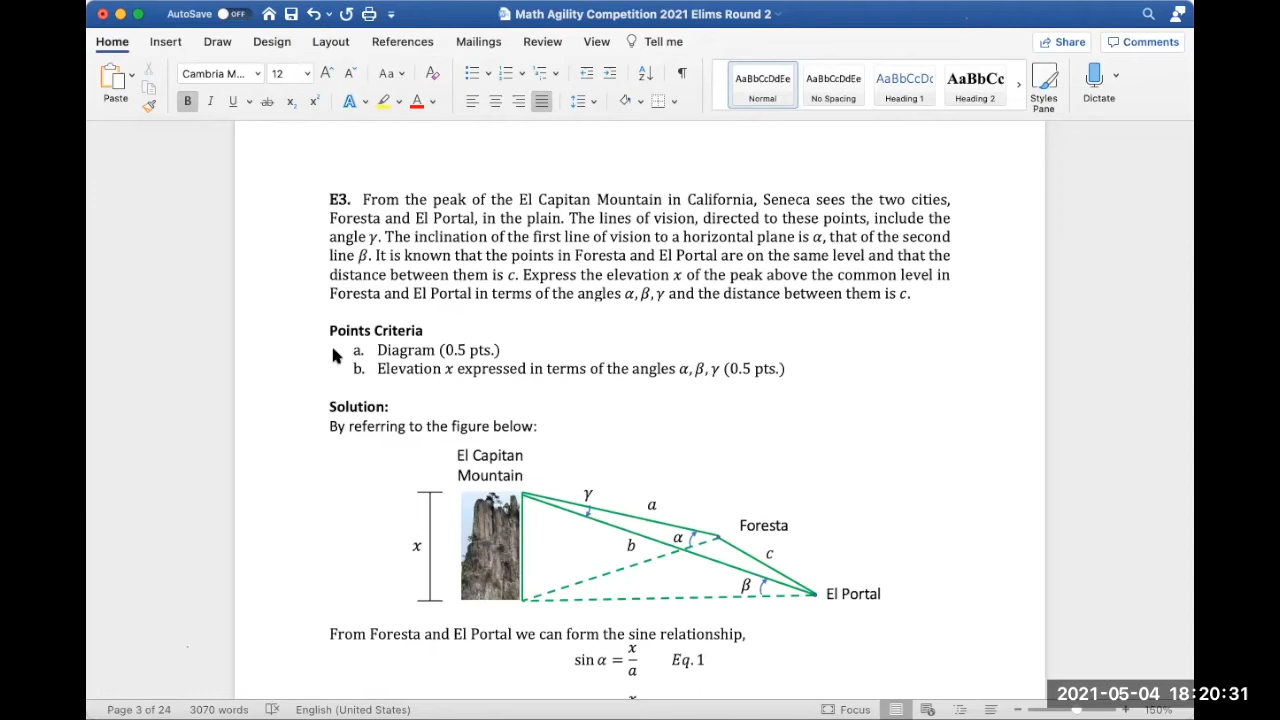 AutoSave OFF
Math Agility Competition 2021 Elims Round 2
Home Insert Draw Design Layout References Mailings Review View Tell me Share Comments
Paste
Cambria M... 12
AaBbCcDdEe AaBbCcDdEe AaBbCcDc AaBbCc
Normal No Spacing Heading 1 Heading 2
Styles Pane
Dictate
E3. From the peak of the El Capitan Mountain in California, Seneca sees the two cities,
Foresta and El Portal, in the plain. The lines of vision, directed to these points, include the
angle γ. The inclination of the first line of vision to a horizontal plane is α, that of the second
line β. It is known that the points in Foresta and El Portal are on the same level and that the
distance between them is c. Express the elevation x of the peak above the common level in
Foresta and El Portal in terms of the angles α, β, γ and the distance between them is c.
Points Criteria
a. Diagram (0.5 pts.)
b. Elevation x expressed in terms of the angles α, β, γ (0.5 pts.)
Solution:
By referring to the figure below:
El Capitan
Mountain
γ
a
Foresta
x
b
α
c
β
El Portal
From Foresta and El Portal we can form the sine relationship,
sin α = x/a Eq. 1
2021-05-04 18:20:31
Page 3 of 24 3070 words English (United States) Focus 150%